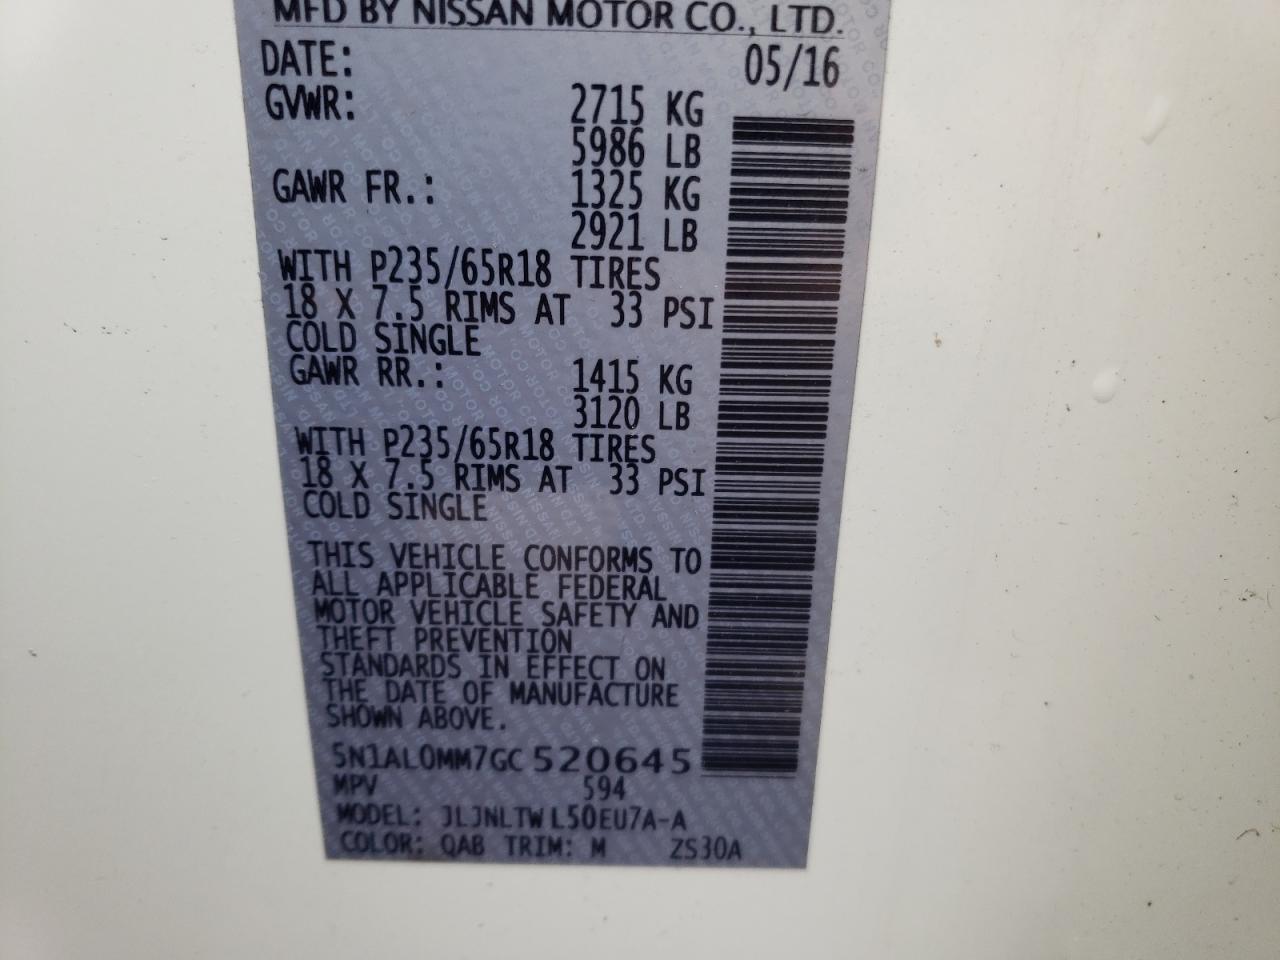 MFD BY NISSAN MOTOR CO., LTD.
DATE: 05/16
GVWR: 2715 KG
5986 LB
GAWR FR.: 1325 KG
2921 LB
WITH P235/65R18 TIRES
18 X 7.5 RIMS AT 33 PSI
COLD SINGLE
GAWR RR.: 1415 KG
3120 LB
WITH P235/65R18 TIRES
18 X 7.5 RIMS AT 33 PSI
COLD SINGLE
THIS VEHICLE CONFORMS TO
ALL APPLICABLE FEDERAL
MOTOR VEHICLE SAFETY AND
THEFT PREVENTION
STANDARDS IN EFFECT ON
THE DATE OF MANUFACTURE
SHOWN ABOVE.
5N1AL0MM7GC520645
MPV 594
MODEL: JLJNLTWL50EU7A-A
COLOR: QAB TRIM: M ZS30A